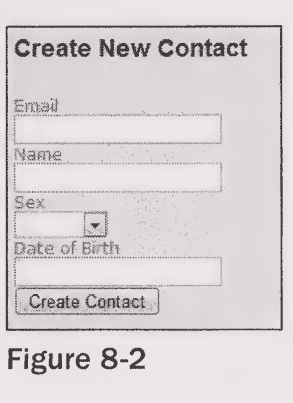 Create New Contact
Email
Name
Sex
Date of Birth
Create Contact
Figure 8-2